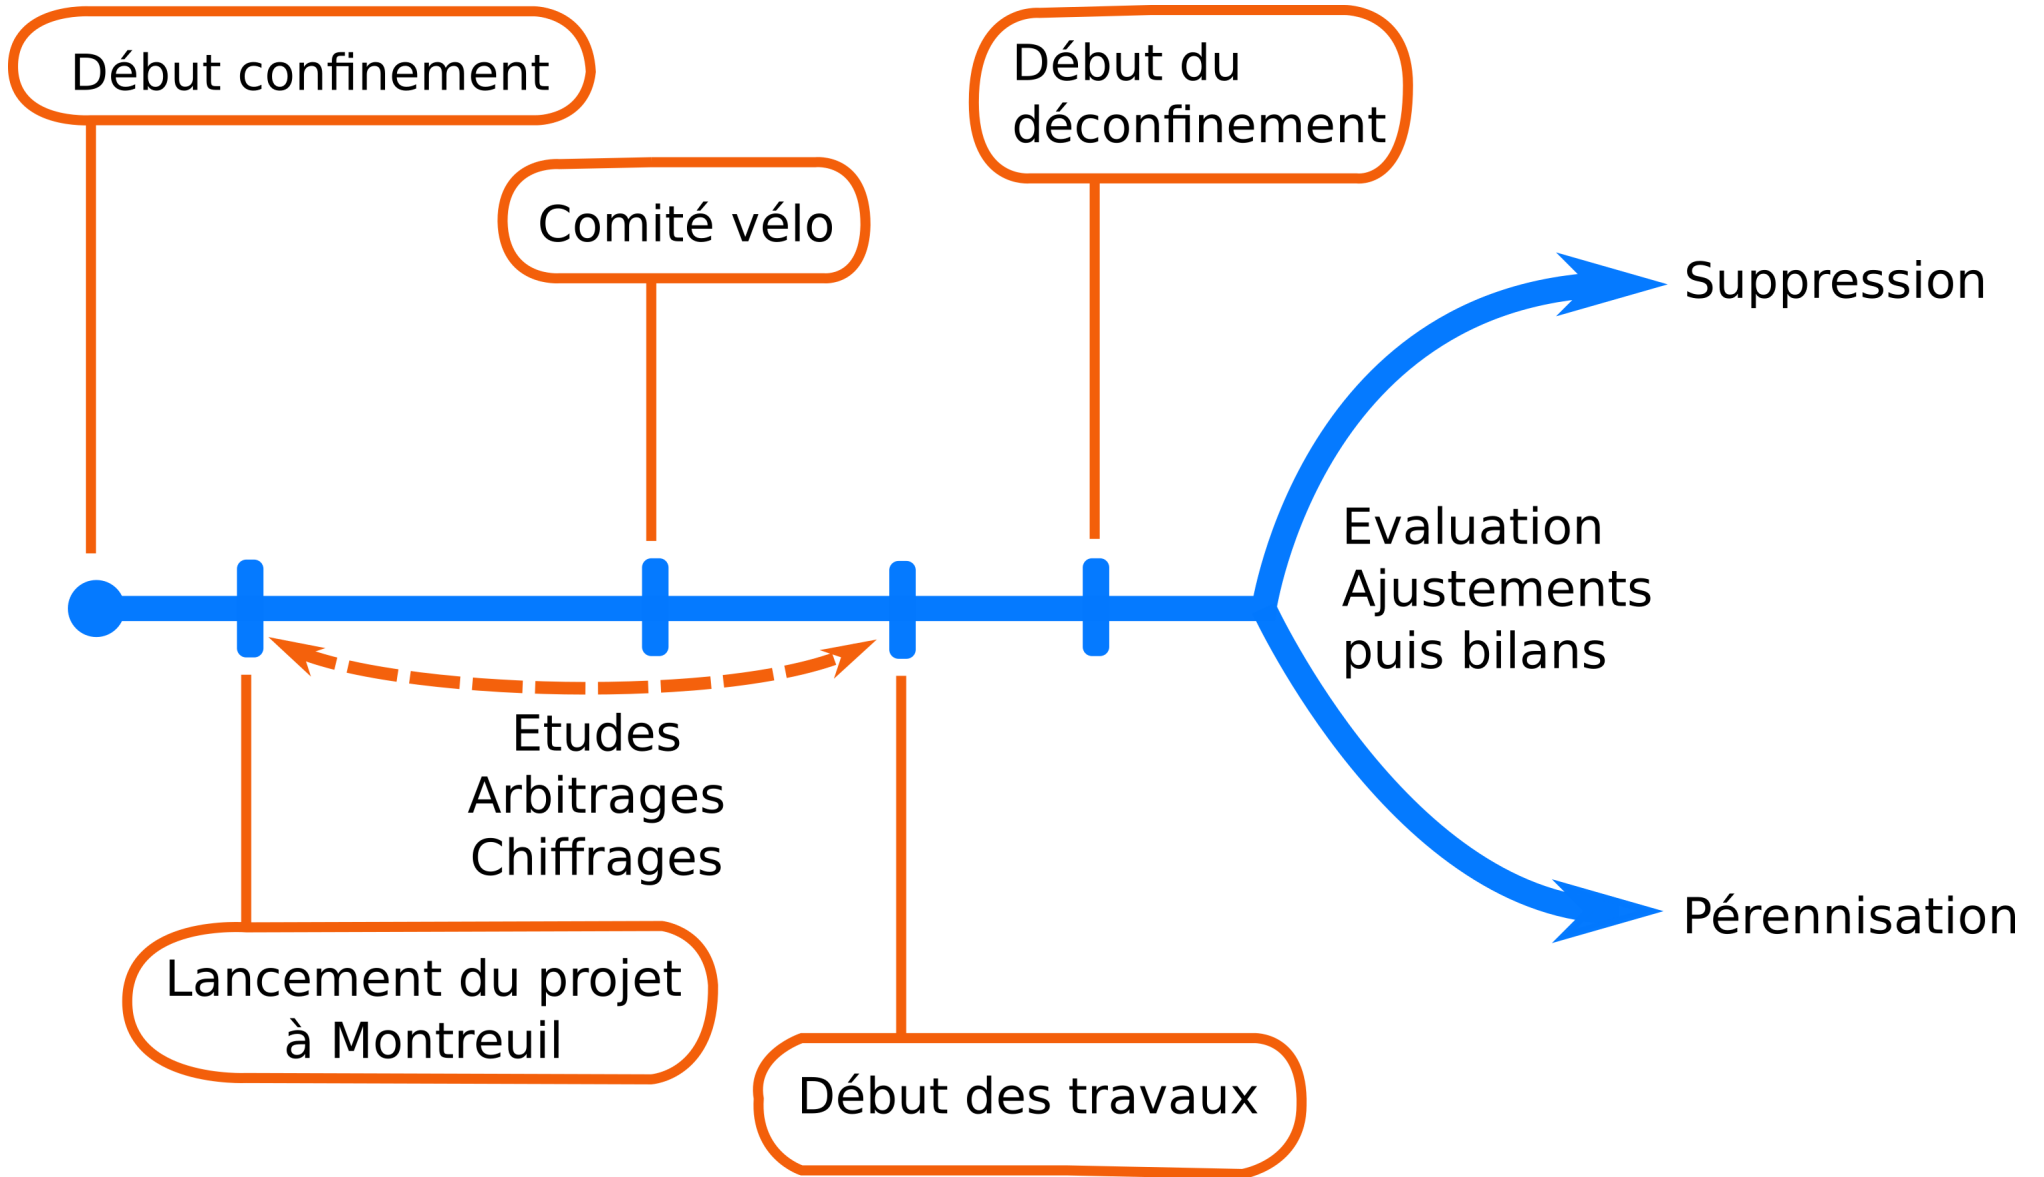 Début confinement
Début du
déconfinement
Comité vélo
Suppression
Evaluation
Ajustements
puis bilans
Etudes
Arbitrages
Chiffrages
Pérennisation
Lancement du projet
à Montreuil
Début des travaux